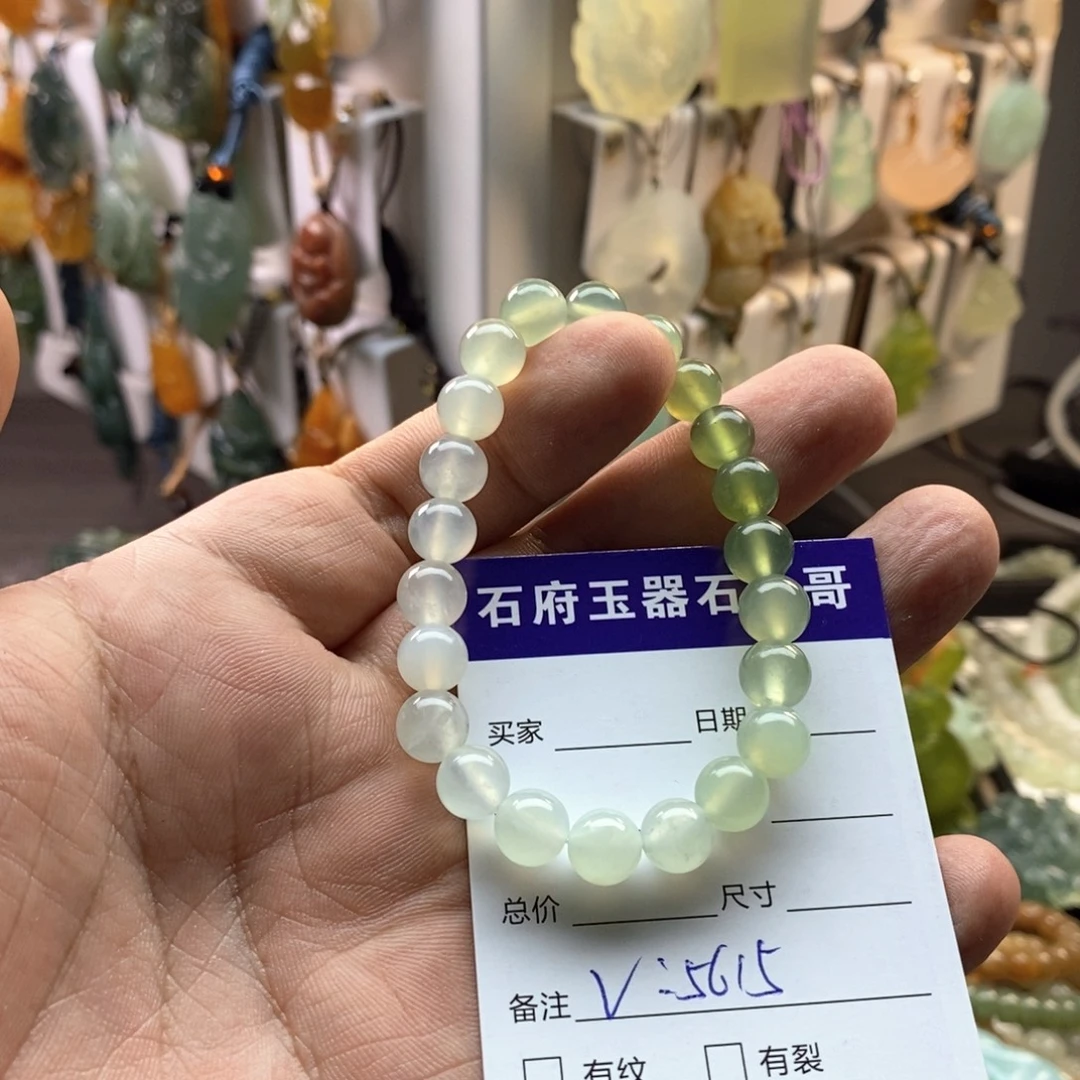 石府玉器石 哥
买家 日期
总价 尺寸
备注 V:5615
有纹 有裂